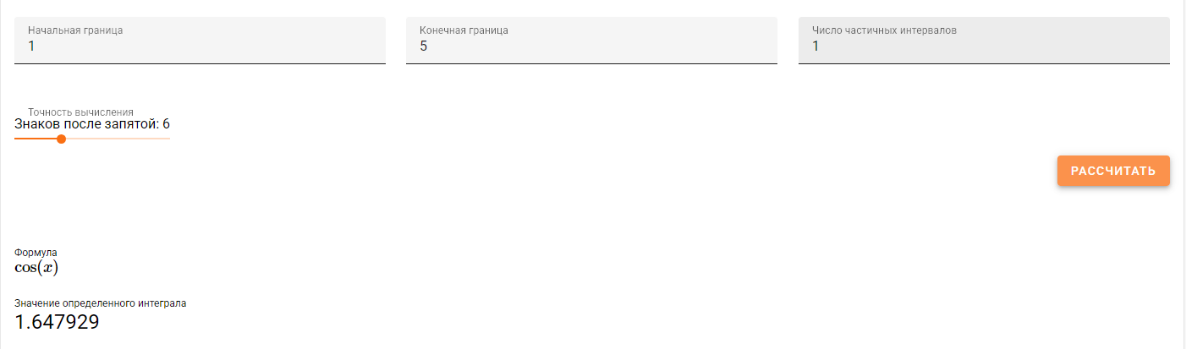 Начальная граница
1
Конечная граница
5
Число частичных интервалов
1
Точность вычисления
Знаков после запятой: 6
РАССЧИТАТЬ
Формула
cos(x)
Значение определенного интеграла
1.647929